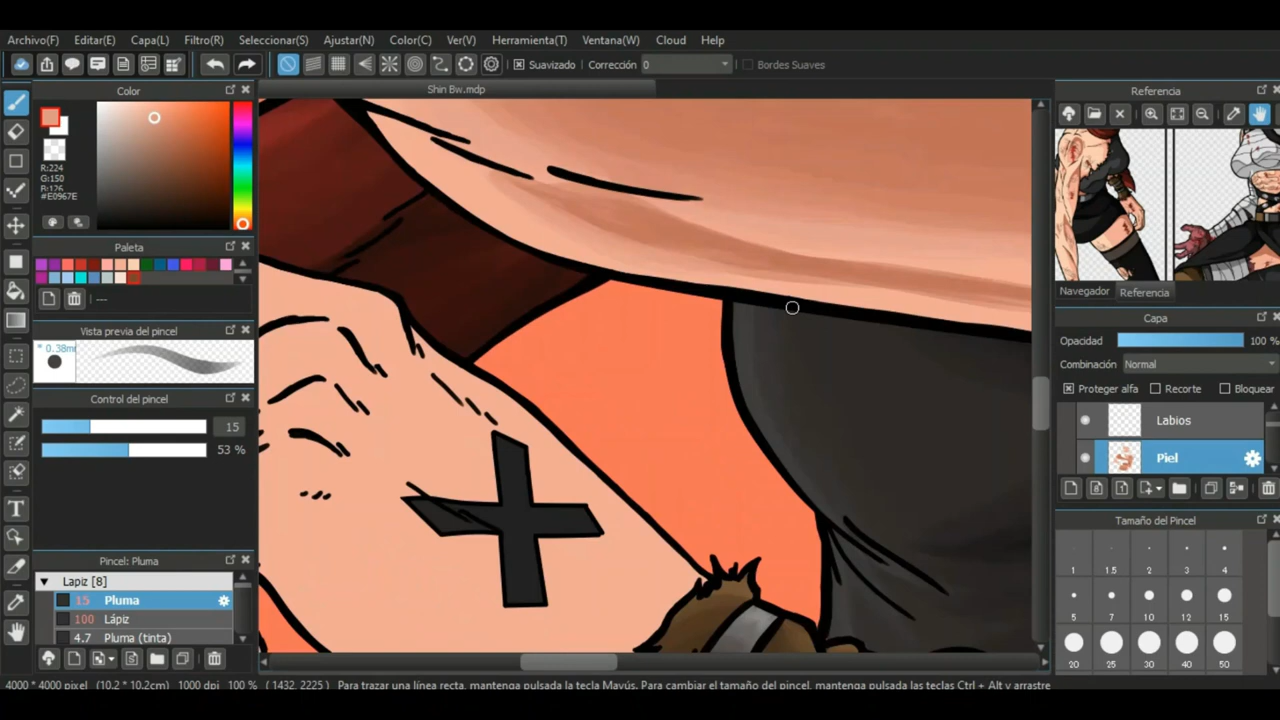 Archivo(F) Editar(E) Capa(L) Filtro(R) Seleccionar(S) Ajustar(N) Color(C) Ver(V) Herramienta(T) Ventana(W) Cloud Help
Suavizado Corrección 0 Bordes Suaves
Color
Shin Bw.mdp
Referencia
R:224
G:150
B:126
#E0967E
Paleta
---
Navegador Referencia
Capa
Vista previa del pincel
* 0.38m
Opacidad 100 %
Combinación Normal
Proteger alfa Recorte Bloquear
Control del pincel
15
53 %
Labios
Piel
Tamaño del Pincel
1 1.5 2 3 4
5 7 10 12 15
20 25 30 40 50
Pincel: Pluma
Lapiz [8]
15 Pluma
100 Lápiz
4.7 Pluma (tinta)
4000 * 4000 pixel (10.2 * 10.2cm) 1000 dpi 100 % ( 1432, 2225 ) Para trazar una línea recta, mantenga pulsada la tecla Mayús. Para cambiar el tamaño del pincel, mantenga pulsadas las teclas Ctrl + Alt y arrastre